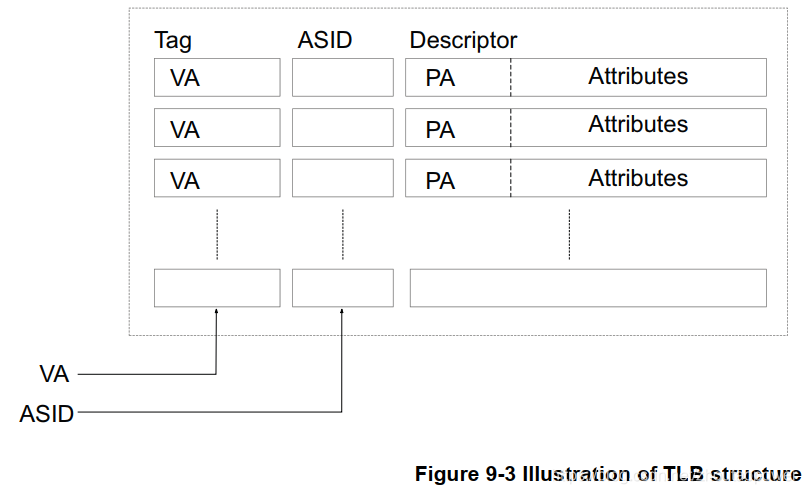 Tag ASID Descriptor
VA PA Attributes
VA PA Attributes
VA PA Attributes
VA
ASID
Figure 9-3 Illustration of TLB structure